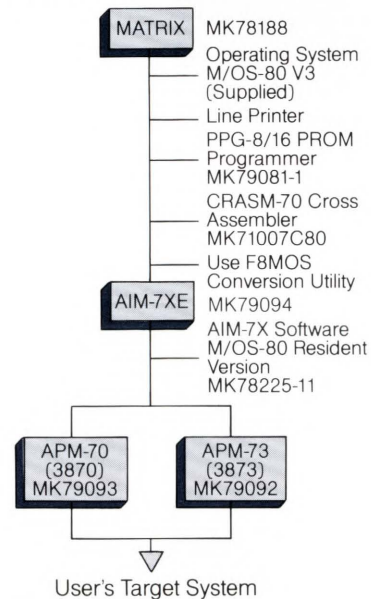 MATRIX MK78188
Operating System
M/OS-80 V3
(Supplied)
Line Printer
PPG-8/16 PROM
Programmer
MK79081-1
CRASM-70 Cross
Assembler
MK71007C80
Use F8MOS
Conversion Utility
AIM-7XE MK79094
AIM-7X Software
M/OS-80 Resident
Version
MK78225-11
APM-70
(3870)
MK79093
APM-73
(3873)
MK79092
User's Target System